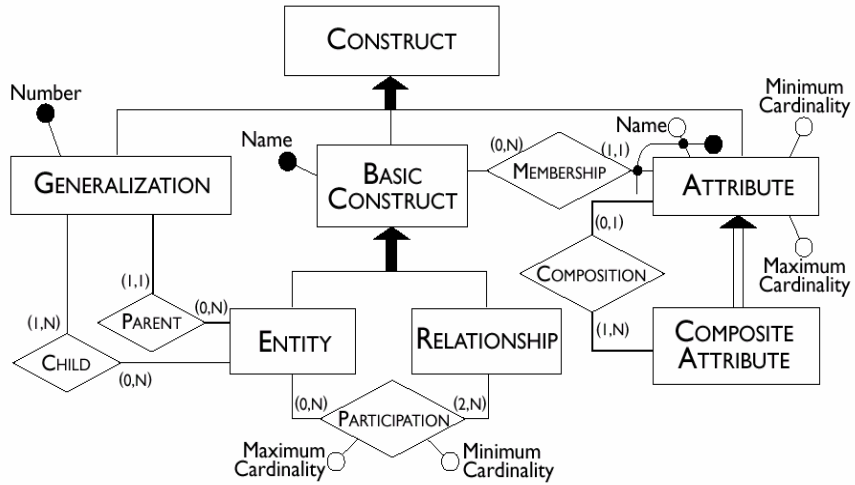 CONSTRUCT
Number
Minimum
Cardinality
Name
(0,N)
(1,1)
Name
GENERALIZATION
BASIC
CONSTRUCT
MEMBERSHIP
ATTRIBUTE
(0,1)
COMPOSITION
Maximum
Cardinality
(1,1)
(0,N)
PARENT
(1,N)
(1,N)
CHILD
(0,N)
ENTITY
RELATIONSHIP
COMPOSITE
ATTRIBUTE
(0,N)
PARTICIPATION
(2,N)
Maximum
Cardinality
Minimum
Cardinality